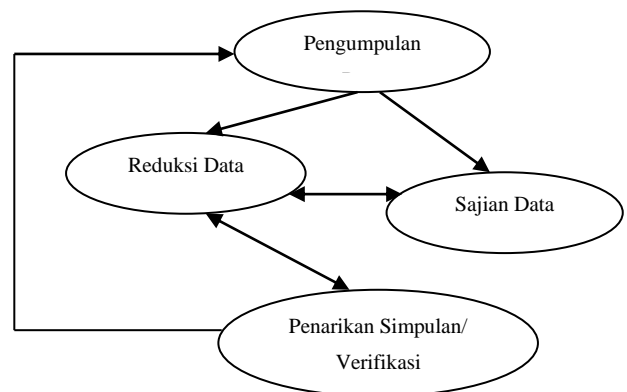 Pengumpulan
Reduksi Data
Sajian Data
Penarikan Simpulan/
Verifikasi